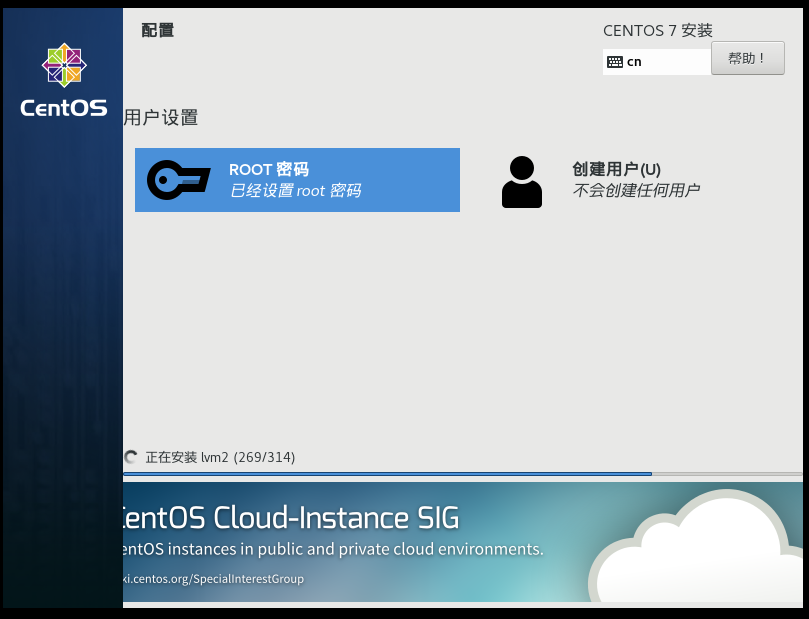 CentOS
配置
CENTOS 7 安装
cn
帮助！
用户设置
ROOT 密码
已经设置 root 密码
创建用户(U)
不会创建任何用户
正在安装 lvm2 (269/314)
CentOS Cloud-Instance SIG
entOS instances in public and private cloud environments.
ki.centos.org/SpecialInterestGroup